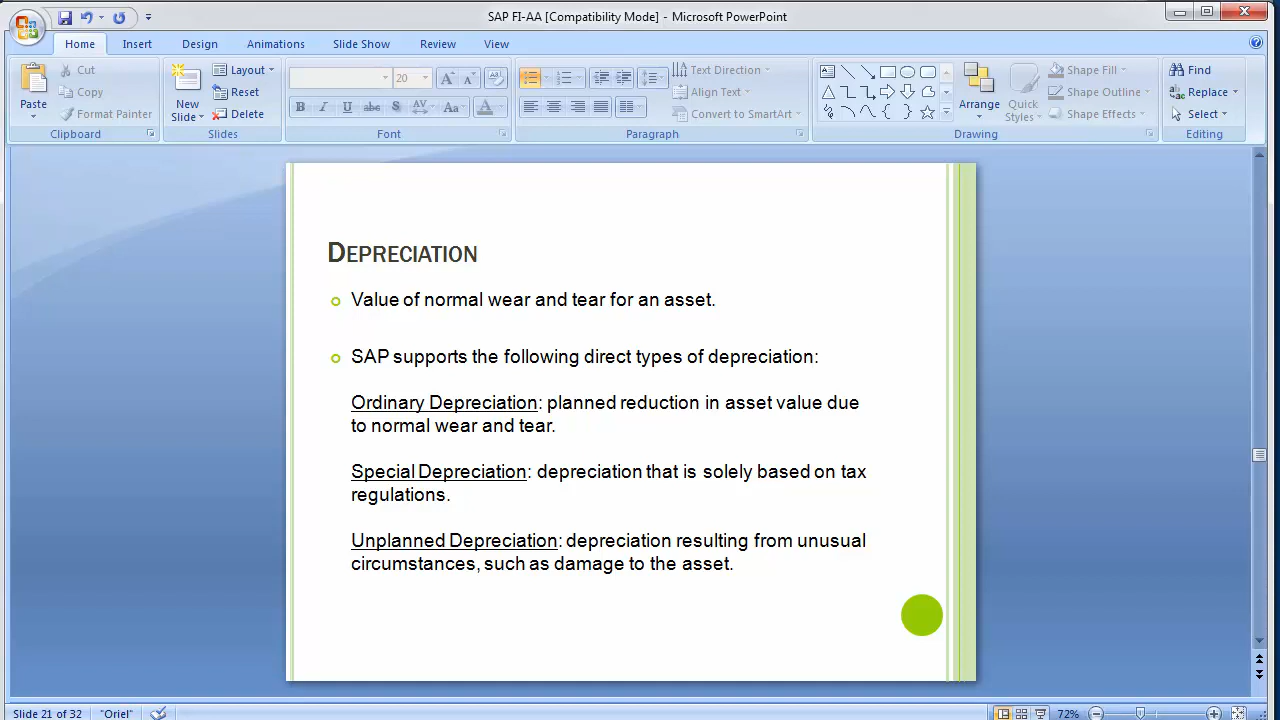 SAP FI-AA [Compatibility Mode] - Microsoft PowerPoint
Home Insert Design Slide Show Animations Review View
Cut
Copy
Format Painter
Paste
Clipboard
New
Slide
Layout
Reset
Delete
Slides
20
B I U abc S AV Aa A
Font
Text Direction
Align Text
Convert to SmartArt
Paragraph
Arrange
Quick
Styles
Shape Fill
Shape Outline
Shape Effects
Drawing
Find
Replace
Select
Editing
DEPRECIATION
Value of normal wear and tear for an asset.
SAP supports the following direct types of depreciation:
Ordinary Depreciation: planned reduction in asset value due
to normal wear and tear.
Special Depreciation: depreciation that is solely based on tax
regulations.
Unplanned Depreciation: depreciation resulting from unusual
circumstances, such as damage to the asset.
Slide 21 of 32 "Oriel" 72%